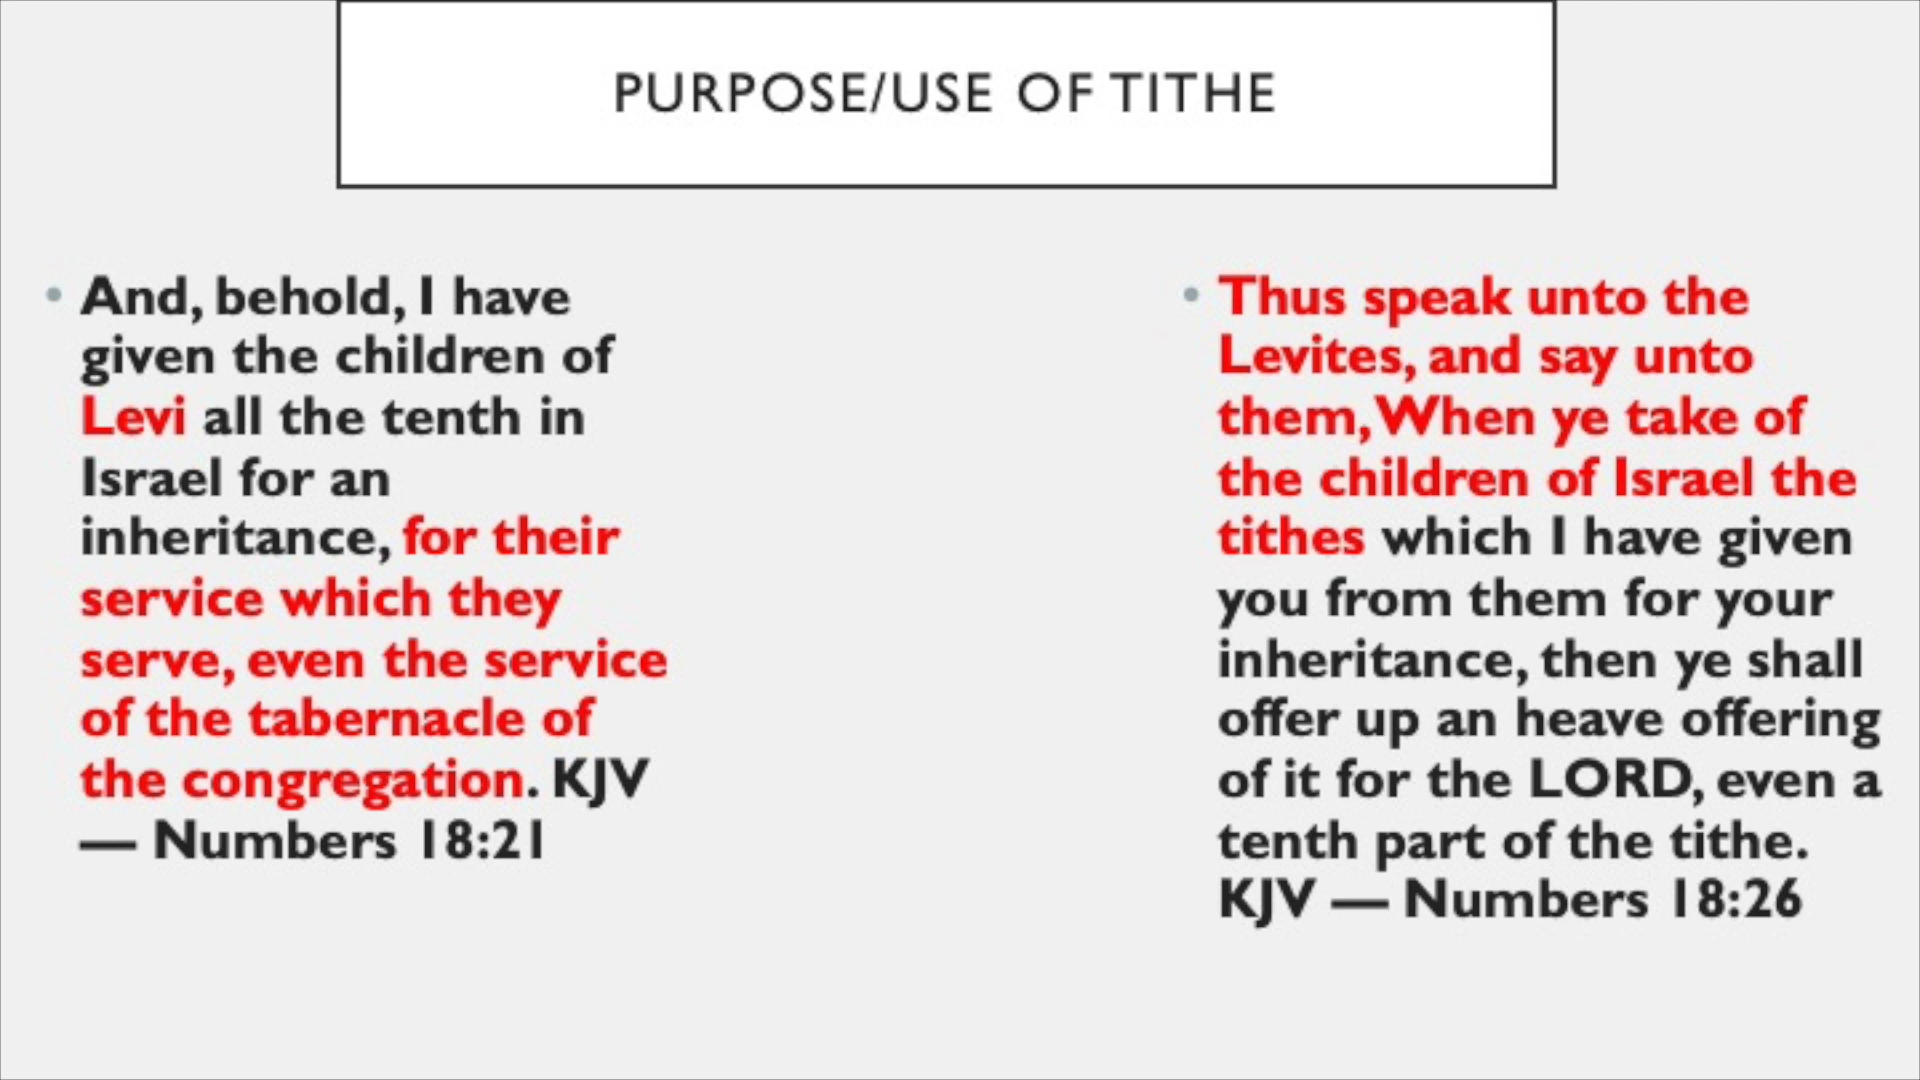 PURPOSE/USE OF TITHE
• And, behold, I have
given the children of
Levi all the tenth in
Israel for an
inheritance, for their
service which they
serve, even the service
of the tabernacle of
the congregation. KJV
— Numbers 18:21
• Thus speak unto the
Levites, and say unto
them, When ye take of
the children of Israel the
tithes which I have given
you from them for your
inheritance, then ye shall
offer up an heave offering
of it for the LORD, even a
tenth part of the tithe.
KJV — Numbers 18:26